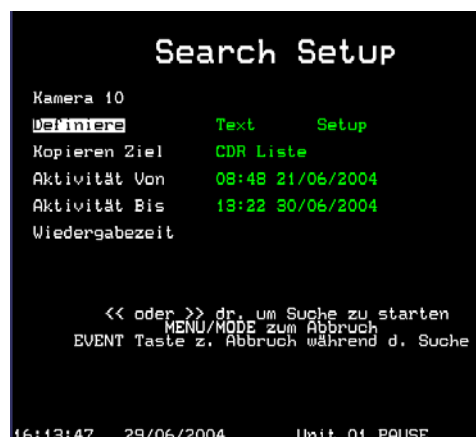 Search Setup
Kamera 10
Definiere Text Setup
Kopieren Ziel CDR Liste
Aktivität Von 08:48 21/06/2004
Aktivität Bis 13:22 30/06/2004
Wiedergabezeit
<< oder >> dr. um Suche zu starten
MENU/MODE zum Abbruch
EVENT Taste z. Abbruch während d. Suche
16:13:47 29/06/2004 Unit 01 PAUSE